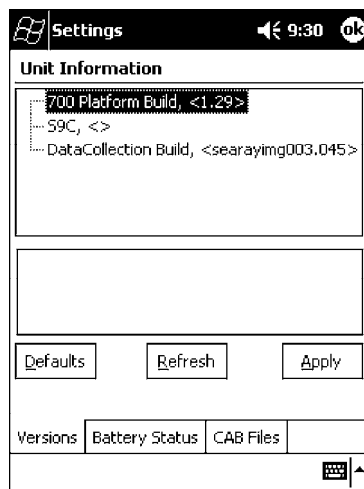 Settings 9:30 ok
Unit Information
700 Platform Build, <1.29>
S9C, <>
DataCollection Build, <searayimg003.045>
Defaults Refresh Apply
Versions Battery Status CAB Files